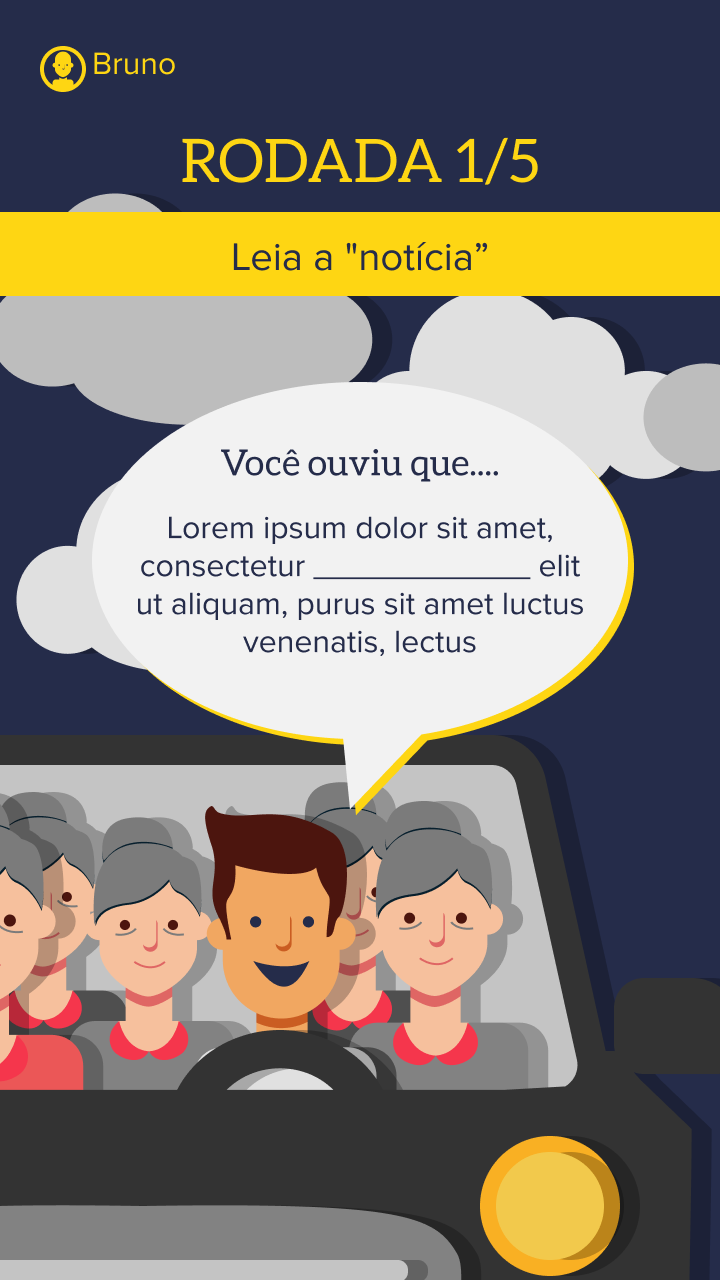 Bruno
RODADA 1/5
Leia a "notícia”
Você ouviu que....
Lorem ipsum dolor sit amet,
consectetur _____________ elit
ut aliquam, purus sit amet luctus
venenatis, lectus